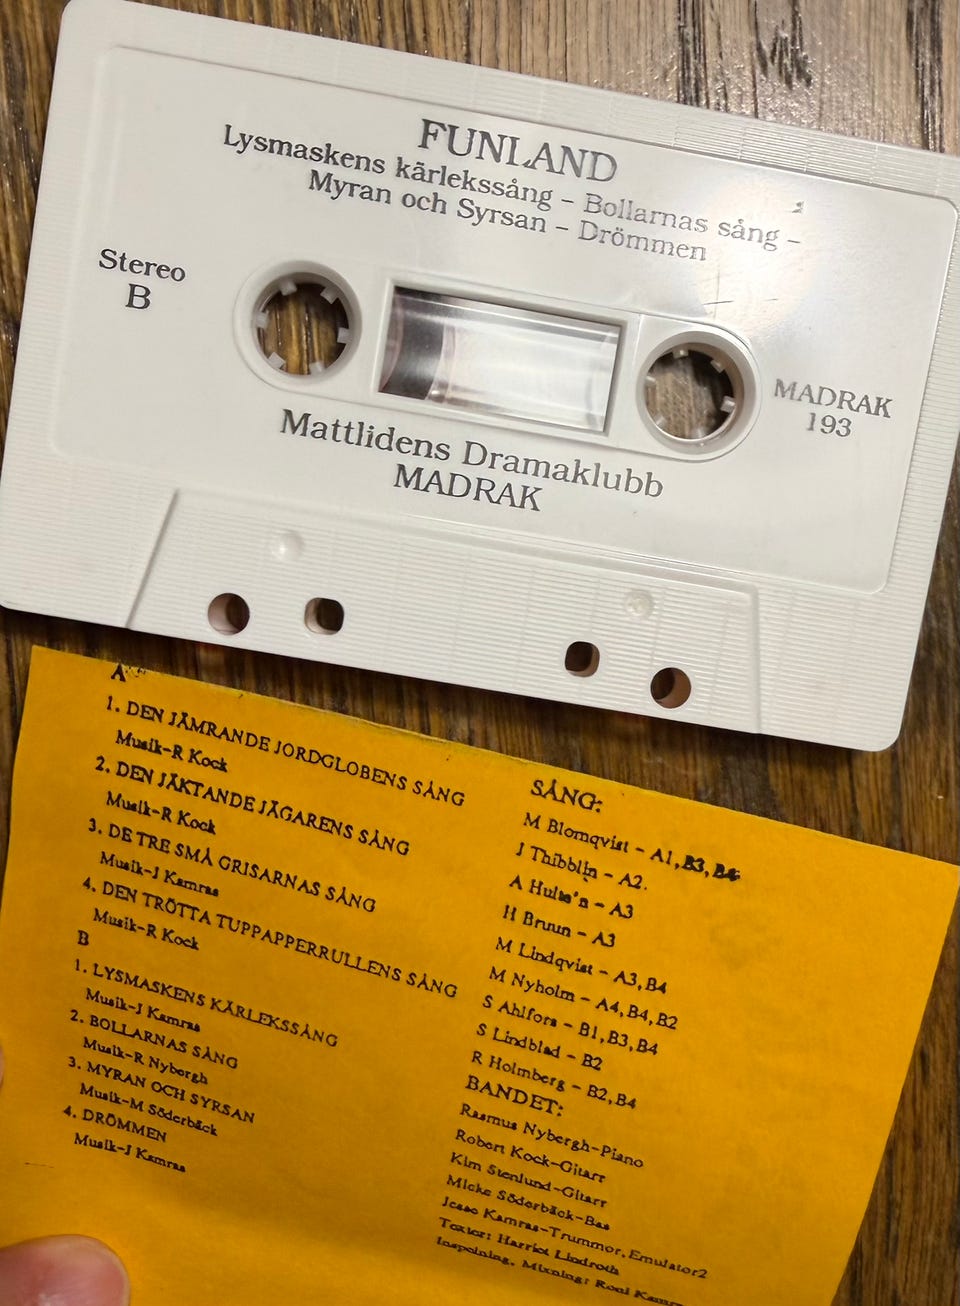 FUNLAND
Lysmaskens kärlekssång – Bollarnas sång –
Myran och Syrsan – Drömmen
Stereo
B
MADRAK
193
Mattlidens Dramaklubb
MADRAK
A
1. DEN JÄMRANDE JORDGLOBENS SÅNG
Musik-R Kock
2. DEN JÄKTANDE JÄGARENS SÅNG
Musik-R Kock
3. DE TRE SMÅ GRISARNAS SÅNG
Musik-J Kamras
4. DEN TRÖTTA TUPPAPPERRULLENS SÅNG
Musik-R Kock
B
1. LYSMASKENS KÄRLEKSSÅNG
Musik-J Kamras
2. BOLLARNAS SÅNG
Musik-R Nybergh
3. MYRAN OCH SYRSAN
Musik-M Söderbäck
4. DRÖMMEN
Musik-J Kamras
SÅNG:
M Blomqvist – A1, B3, B4
J Thibblin – A2.
A Hulte'n – A3
H Bruun – A3
M Lindqvist – A3, B4
M Nyholm – A4, B4, B2
S Ahlfors – B1, B3, B4
S Lindblad – B2
R Holmberg – B2, B4
BANDET:
Rasmus Nybergh-Piano
Robert Kock-Gitarr
Kim Stenlund-Gitarr
Micke Söderbäck-Bas
Kamras-Trummor, Emulator2
Texter: Harriet Lindroth
Inspelning, Mixning: